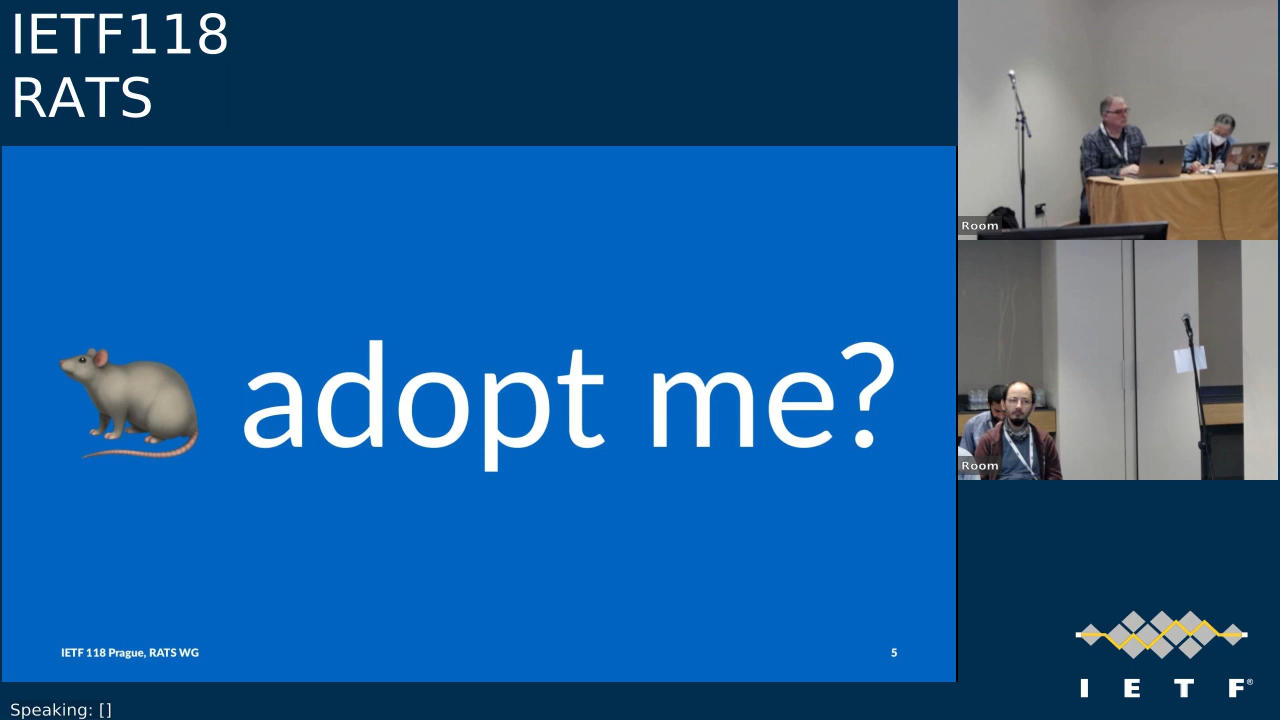 IETF118
RATS
adopt me?
IETF 118 Prague, RATS WG
5
Room
Room
I E T F®
Speaking: []